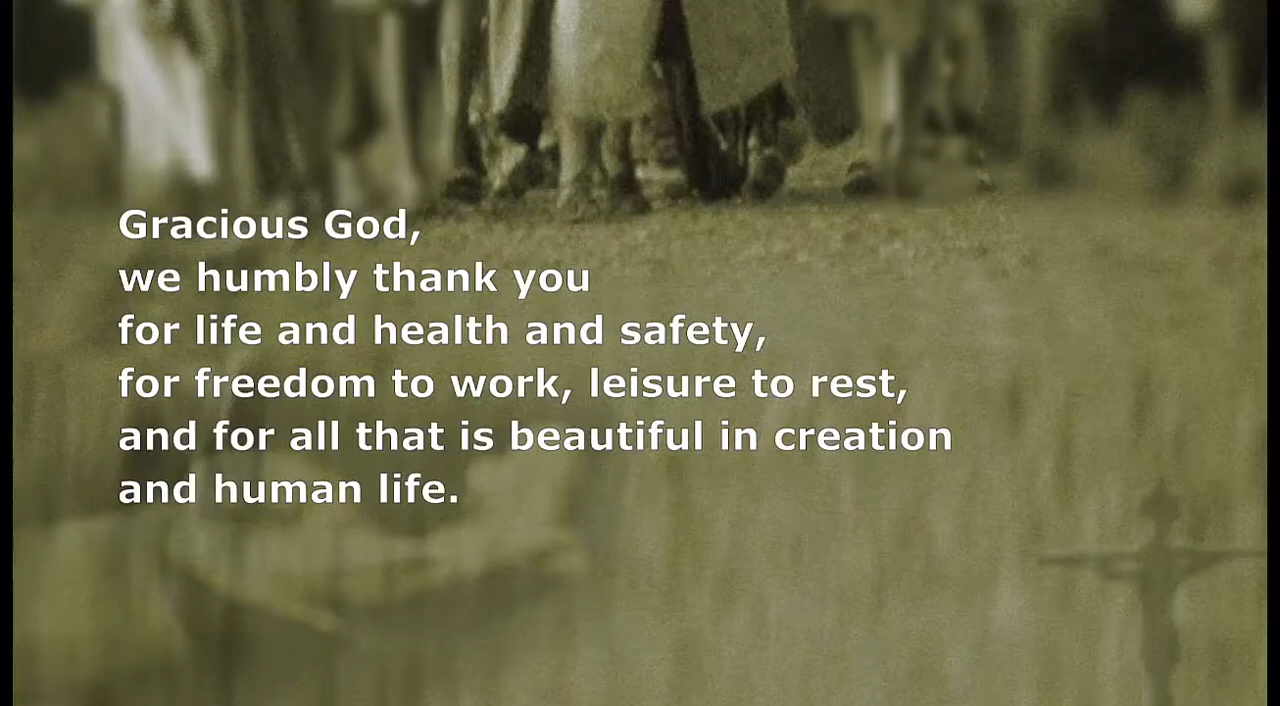 Gracious God,
we humbly thank you
for life and health and safety,
for freedom to work, leisure to rest,
and for all that is beautiful in creation
and human life.